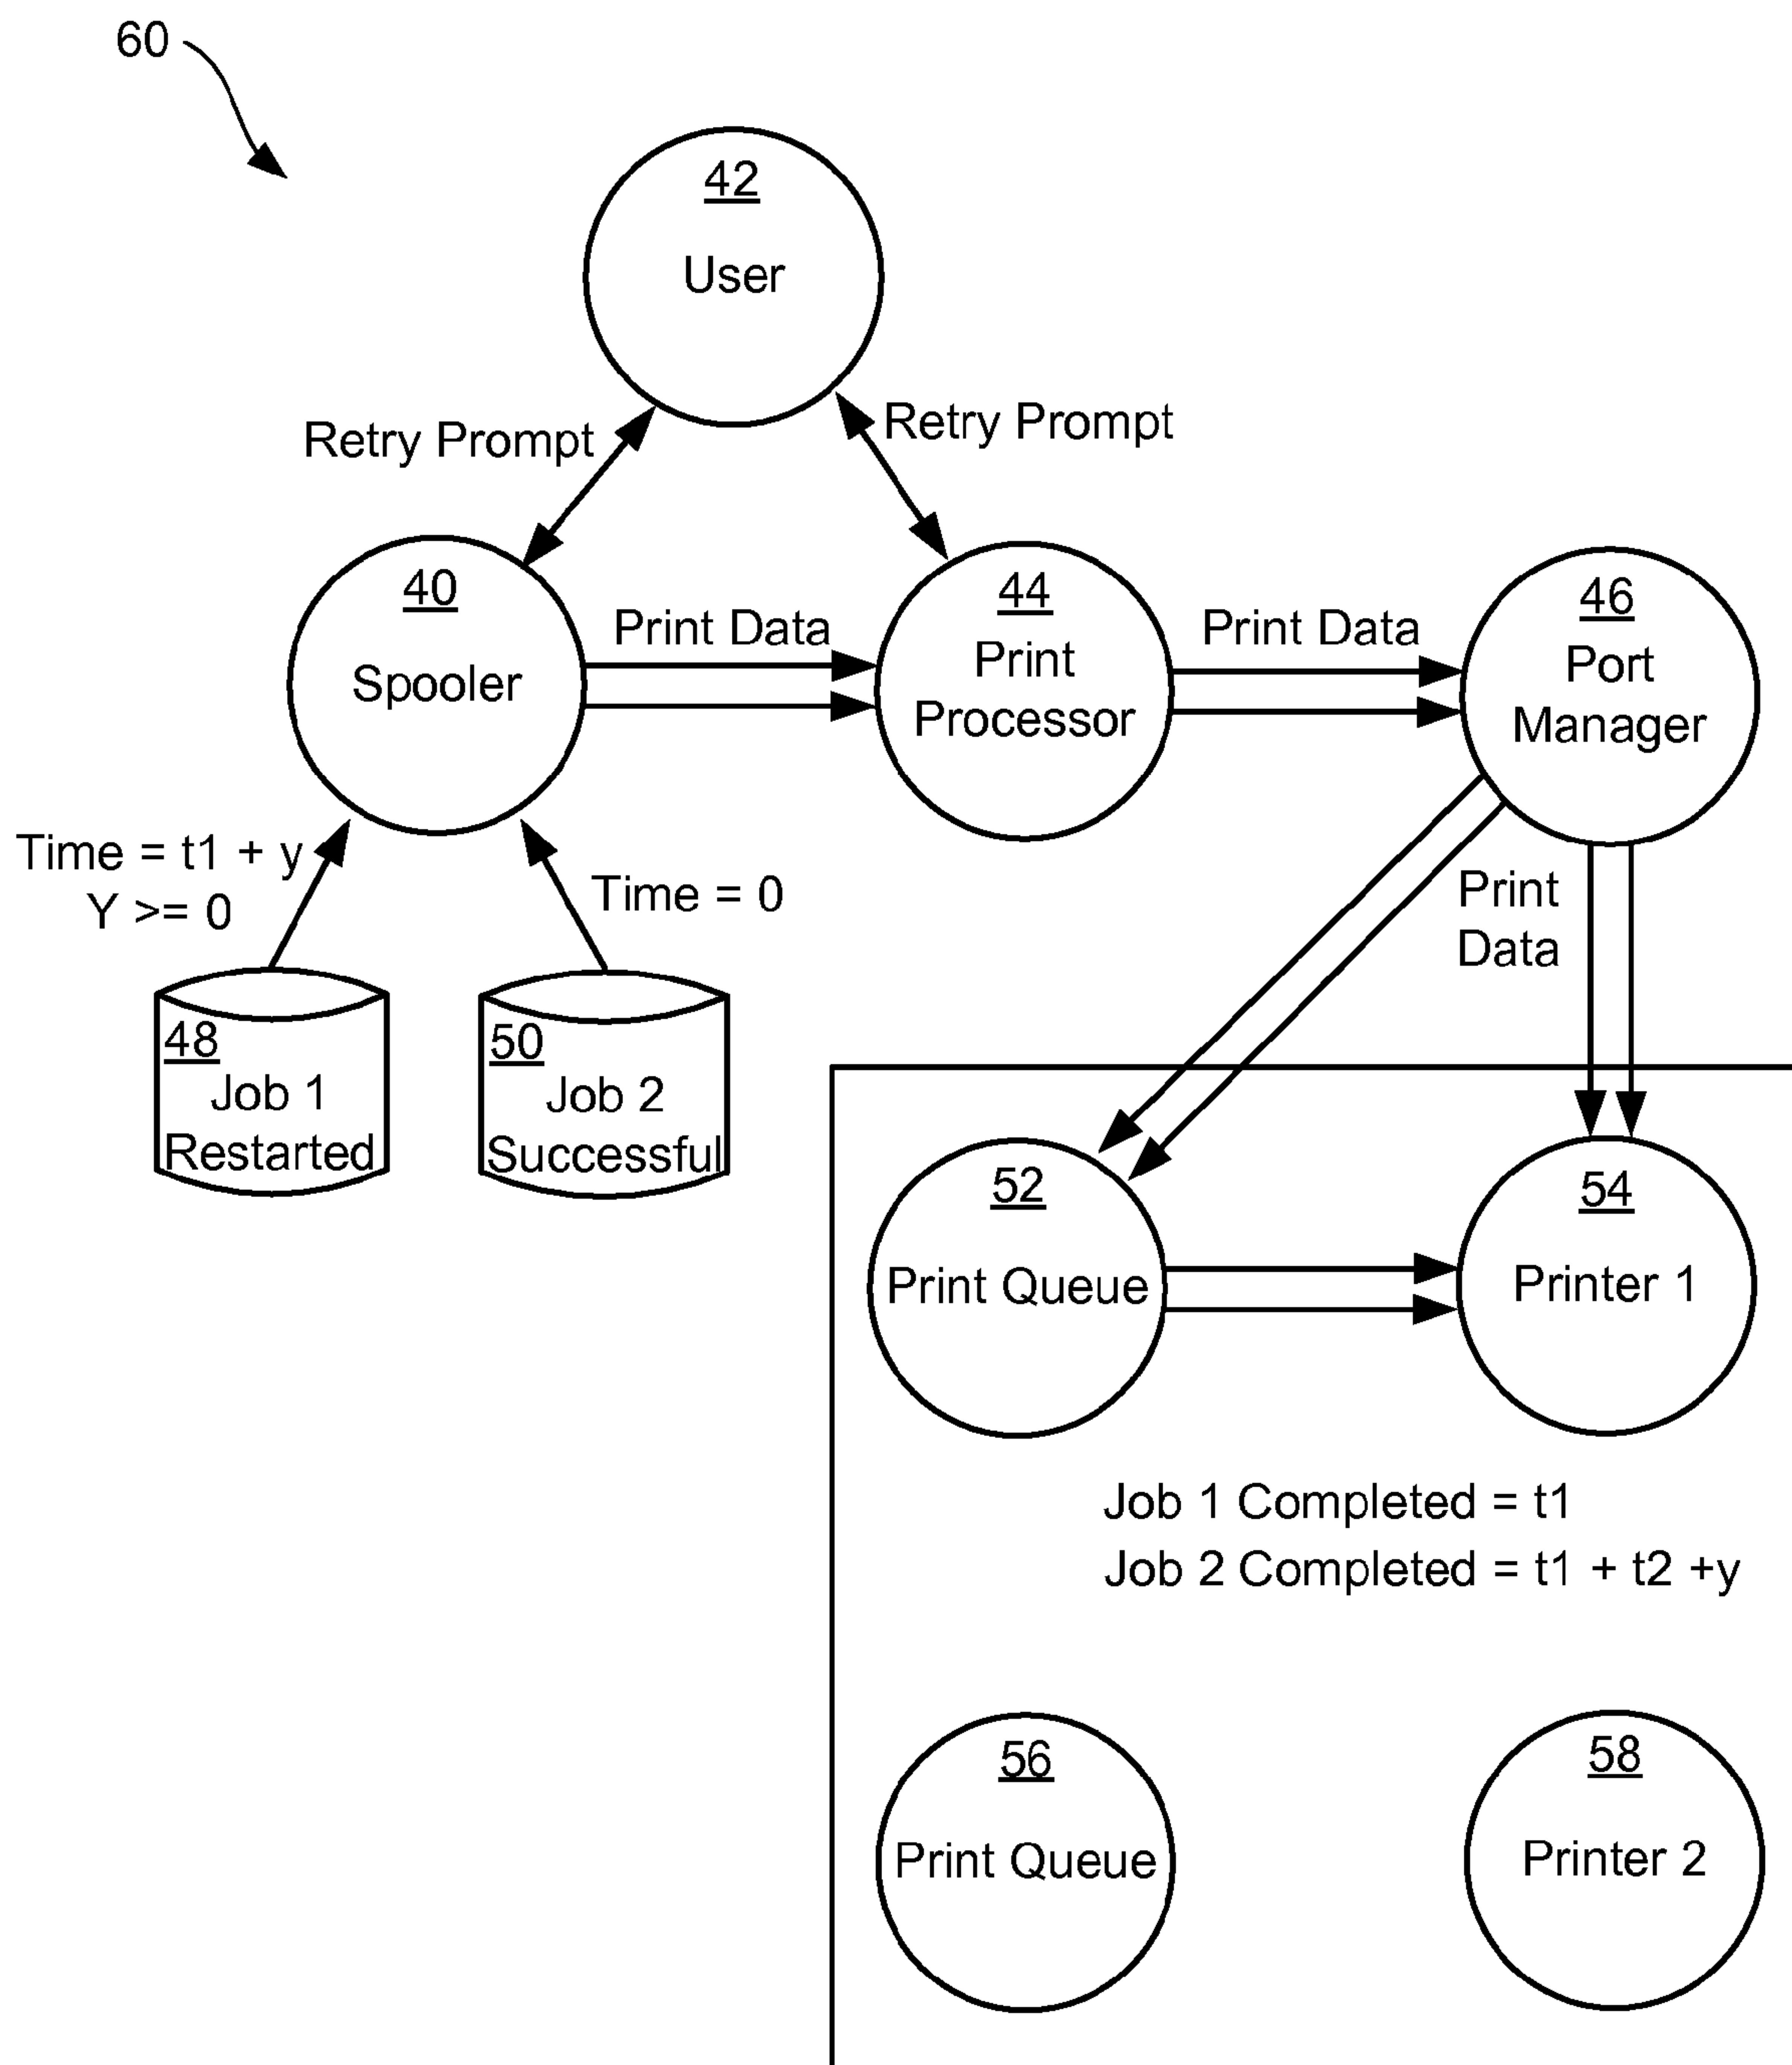 60
42
User
Retry Prompt
Retry Prompt
40
Spooler
Print Data
44
Print
Processor
Print Data
46
Port
Manager
Time = t1 + y
Y >= 0
Time = 0
Print
Data
48
Job 1
Restarted
50
Job 2
Successful
52
Print Queue
54
Printer 1
Job 1 Completed = t1
Job 2 Completed = t1 + t2 +y
56
Print Queue
58
Printer 2